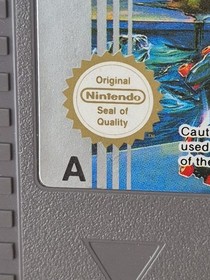 Original
Nintendo
Seal of
Quality
A
Caut
used
of the